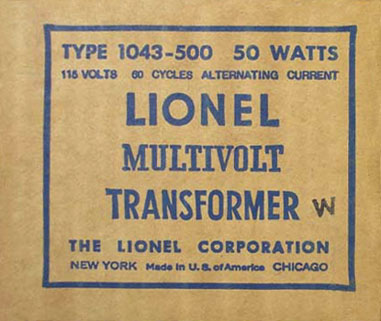 TYPE 1043-500 50 WATTS
115 VOLTS 60 CYCLES ALTERNATING CURRENT
LIONEL
MULTIVOLT
TRANSFORMER W
THE LIONEL CORPORATION
NEW YORK Made in U. S. of America CHICAGO